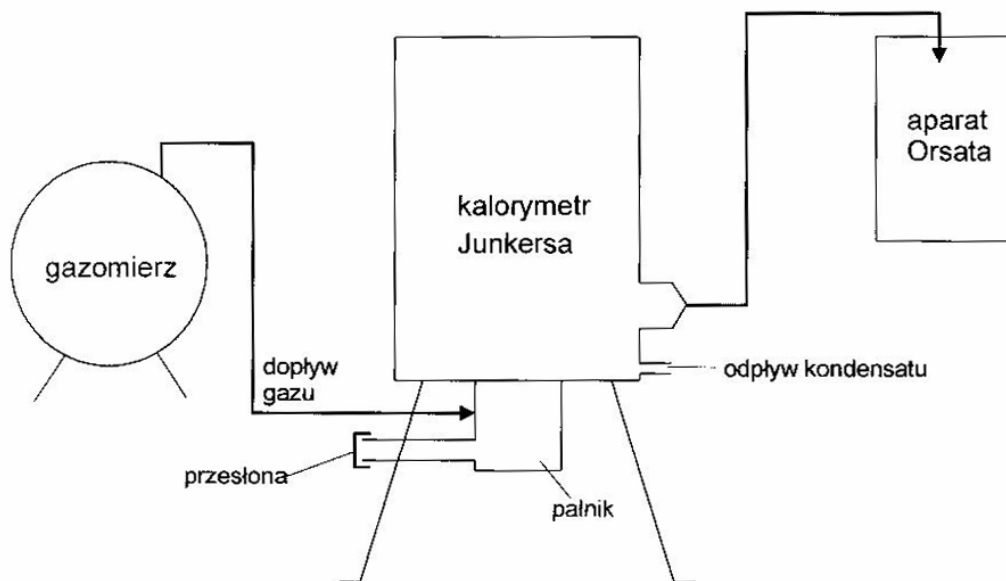 aparat
Orsata
kalorymetr
Junkersa
gazomierz
dopływ
gazu
odpływ kondensatu
przesłona
palnik